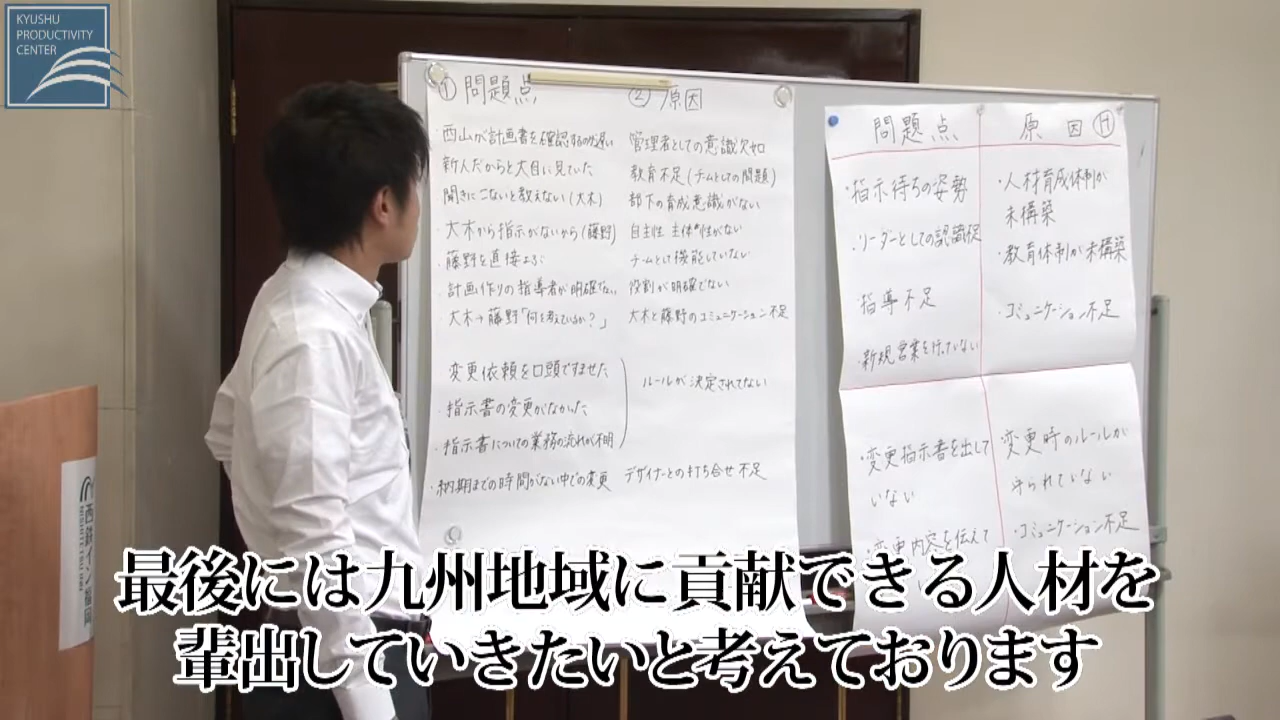 KYUSHU
PRODUCTIVITY
CENTER
① 問題点
② 原因
・西山が計画書を確認するのが遅い
管理者としての意識欠如
新人だからと大目に見ていた
教育不足(チームとしての問題)
聞きにこないと教えない(大木)
部下の育成意識がない
・大木から指示がないから(藤野)
自主性 主体性がない
・藤野を直接よぶ
チームとして機能していない
・計画作りの指導者が明確でない
役割が明確でない
大木→藤野「何を考えているか?」
大木と藤野のコミュニケーション不足
変更依頼を口頭ですませた
ルールが決定されてない
・指示書の変更がなかった
・指示書についての業務の流れが不明
・納期までの時間がない中での変更
デザイナーとの打ち合せ不足
問題点
原因
・指示待ちの姿勢
・リーダーとしての認識
指導不足
・新規営業を行っていない
・人材育成体制が
未構築
・教育体制が未構築
・コミュニケーション不足
・変更指示書を出して
いない
・変更内容を伝えて
・変更時のルールが
守られていない
・コミュニケーション不足
西鉄イン 福岡
NISHITETSU INN
最後には九州地域に貢献できる人材を
輩出していきたいと考えております